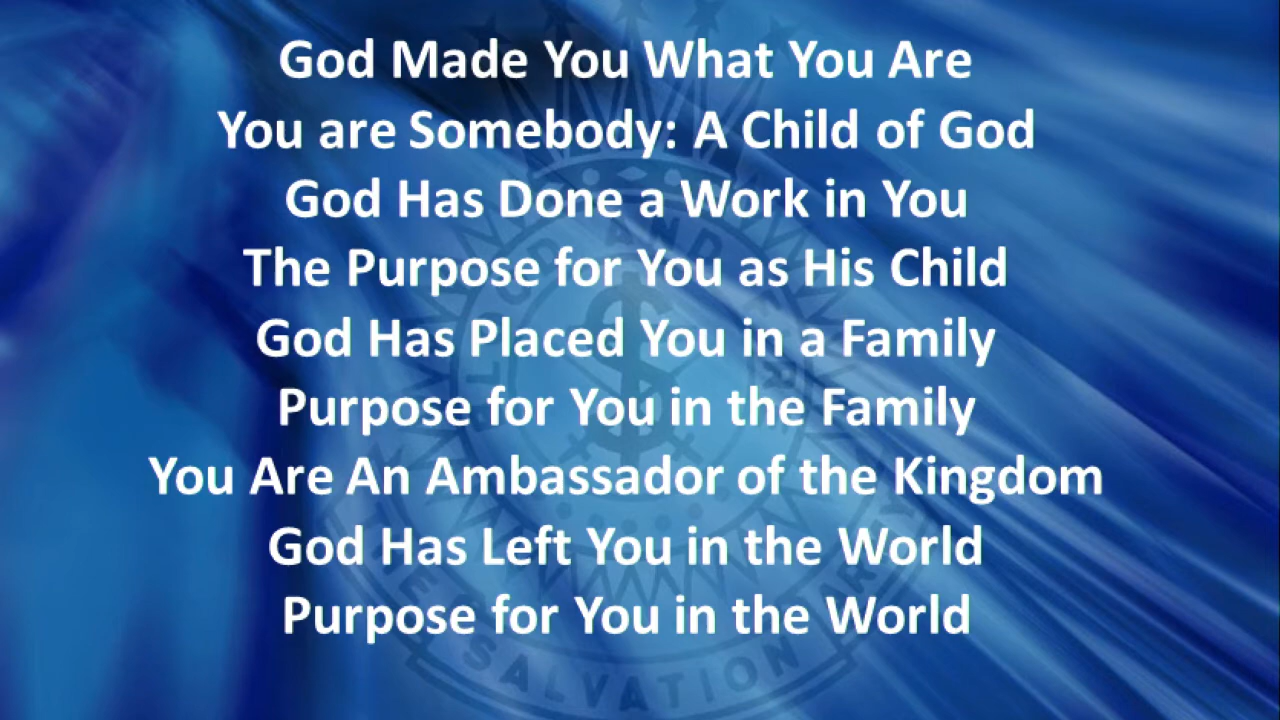 God Made You What You Are
You are Somebody: A Child of God
God Has Done a Work in You
The Purpose for You as His Child
God Has Placed You in a Family
Purpose for You in the Family
You Are An Ambassador of the Kingdom
God Has Left You in the World
Purpose for You in the World
SALVATION